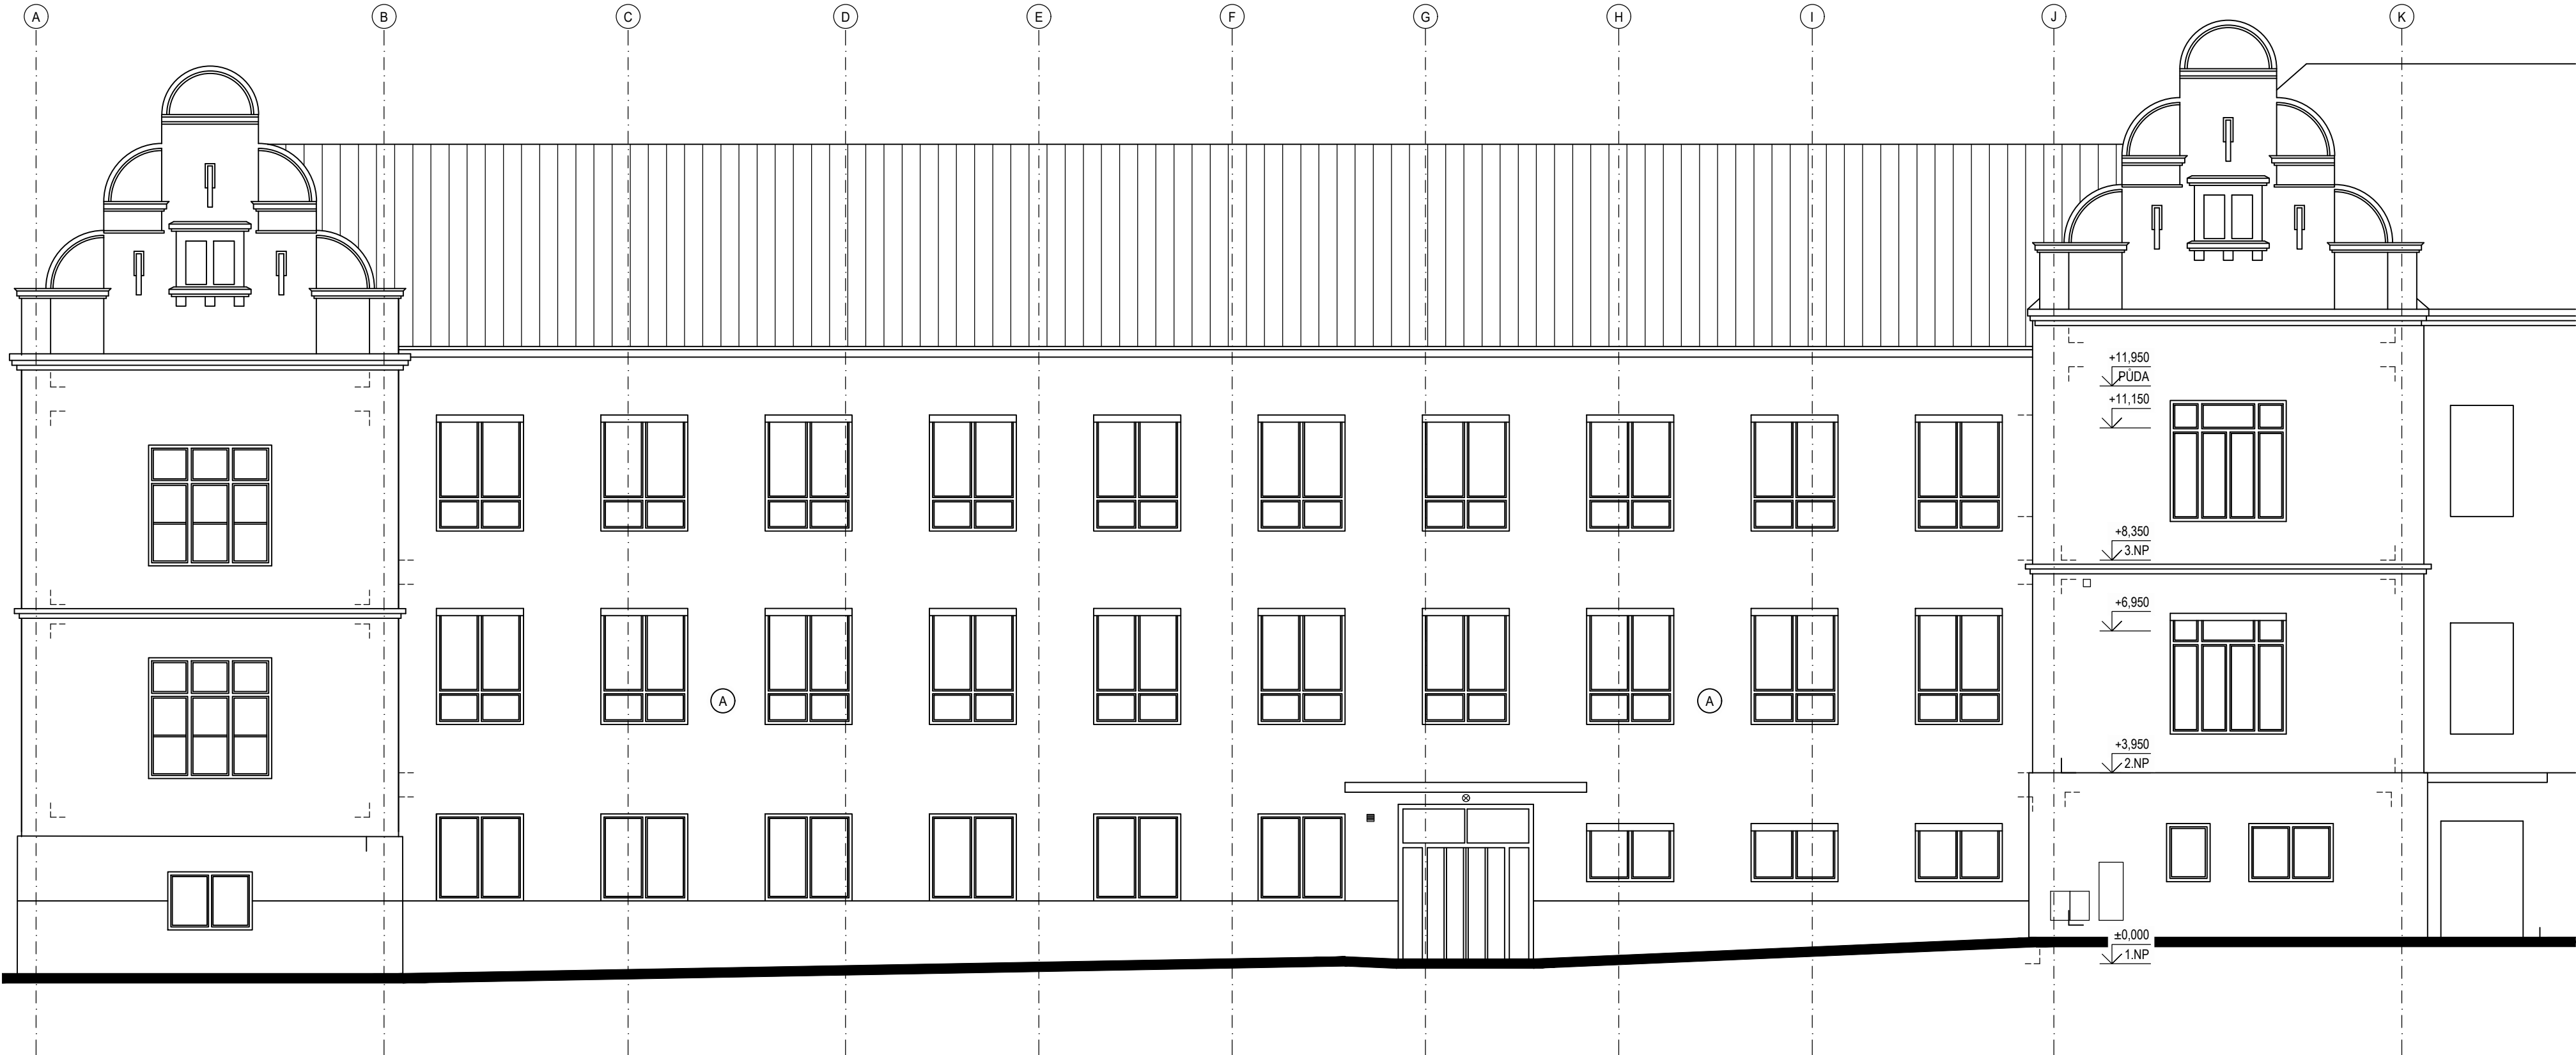 A
B
C
D
E
F
G
H
I
J
K
+11,950
PŮDA
+11,150
+8,350
3.NP
+6,950
A
A
+3,950
2.NP
±0,000
1.NP